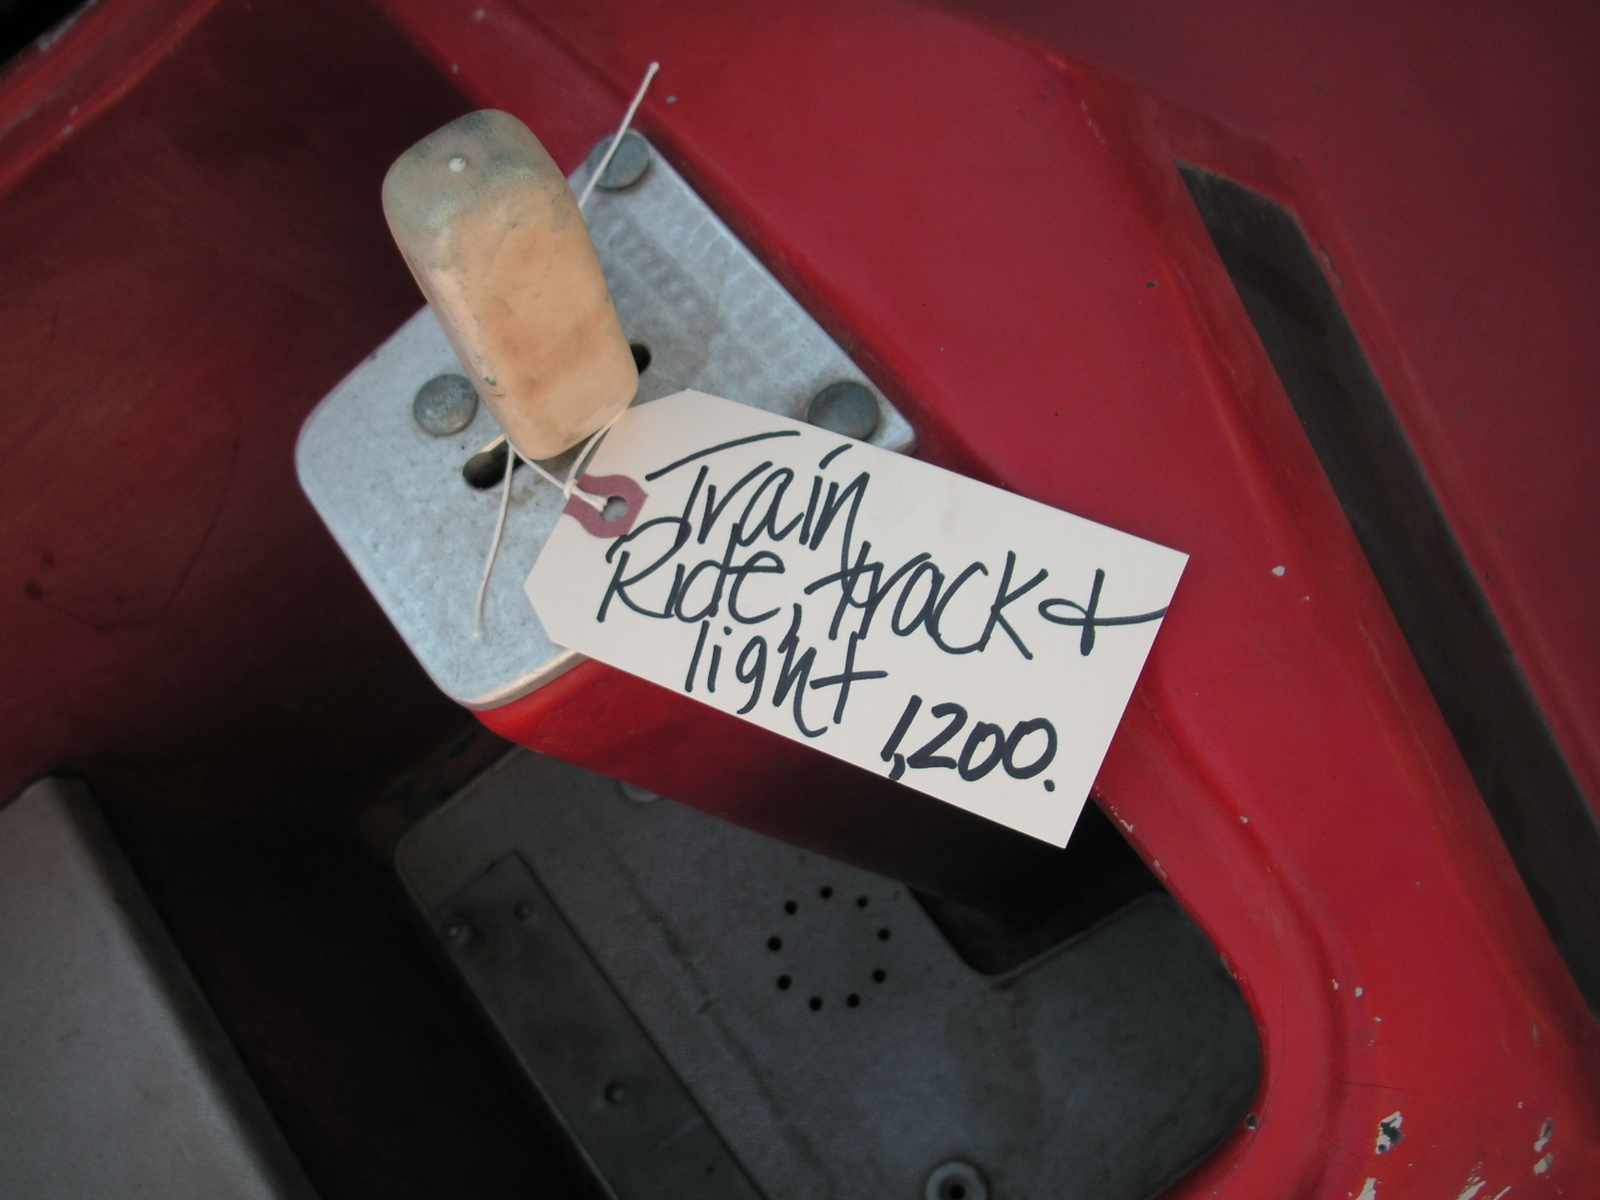 Train
Ride, track &
light
1,200.